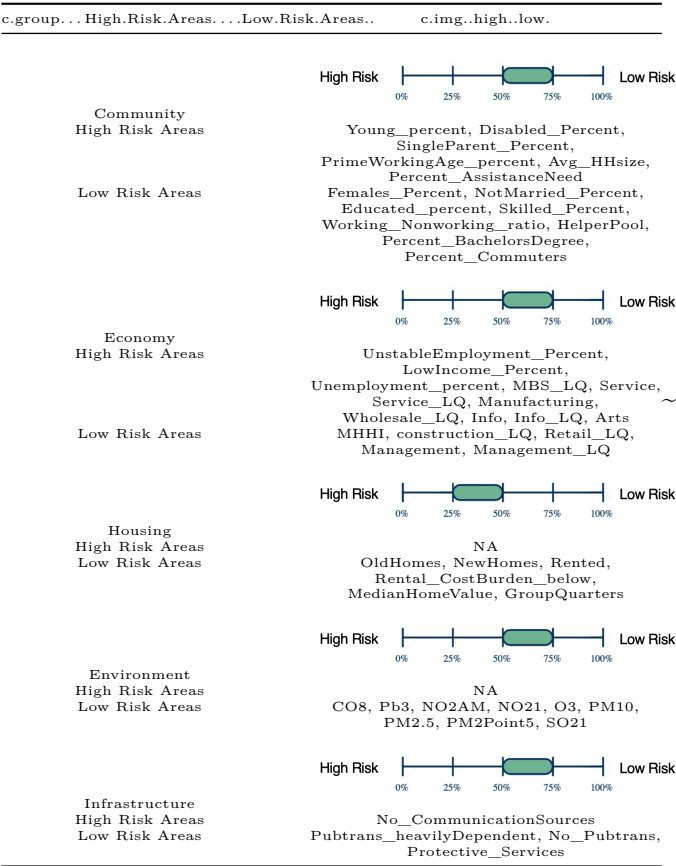 c.group... High.Risk.Areas....Low.Risk.Areas.. c.img..high..low.
High Risk Low Risk
0% 25% 50% 75% 100%
Community
High Risk Areas Young_percent, Disabled_Percent,
SingleParent_Percent,
PrimeWorkingAge_percent, Avg_HHsize,
Percent_AssistanceNeed
Low Risk Areas Females_Percent, NotMarried_Percent,
Educated_percent, Skilled_Percent,
Working_Nonworking_ratio, HelperPool,
Percent_BachelorsDegree,
Percent_Commuters
High Risk Low Risk
0% 25% 50% 75% 100%
Economy
High Risk Areas UnstableEmployment_Percent,
LowIncome_Percent,
Unemployment_percent, MBS_LQ, Service,
Service_LQ, Manufacturing, ~
Wholesale_LQ, Info, Info_LQ, Arts
Low Risk Areas MHHI, construction_LQ, Retail_LQ,
Management, Management_LQ
High Risk Low Risk
0% 25% 50% 75% 100%
Housing
High Risk Areas NA
Low Risk Areas OldHomes, NewHomes, Rented,
Rental_CostBurden_below,
MedianHomeValue, GroupQuarters
High Risk Low Risk
0% 25% 50% 75% 100%
Environment
High Risk Areas NA
Low Risk Areas CO8, Pb3, NO2AM, NO21, O3, PM10,
PM2.5, PM2Point5, SO21
High Risk Low Risk
0% 25% 50% 75% 100%
Infrastructure
High Risk Areas No_CommunicationSources
Low Risk Areas Pubtrans_heavilyDependent, No_Pubtrans,
Protective_Services